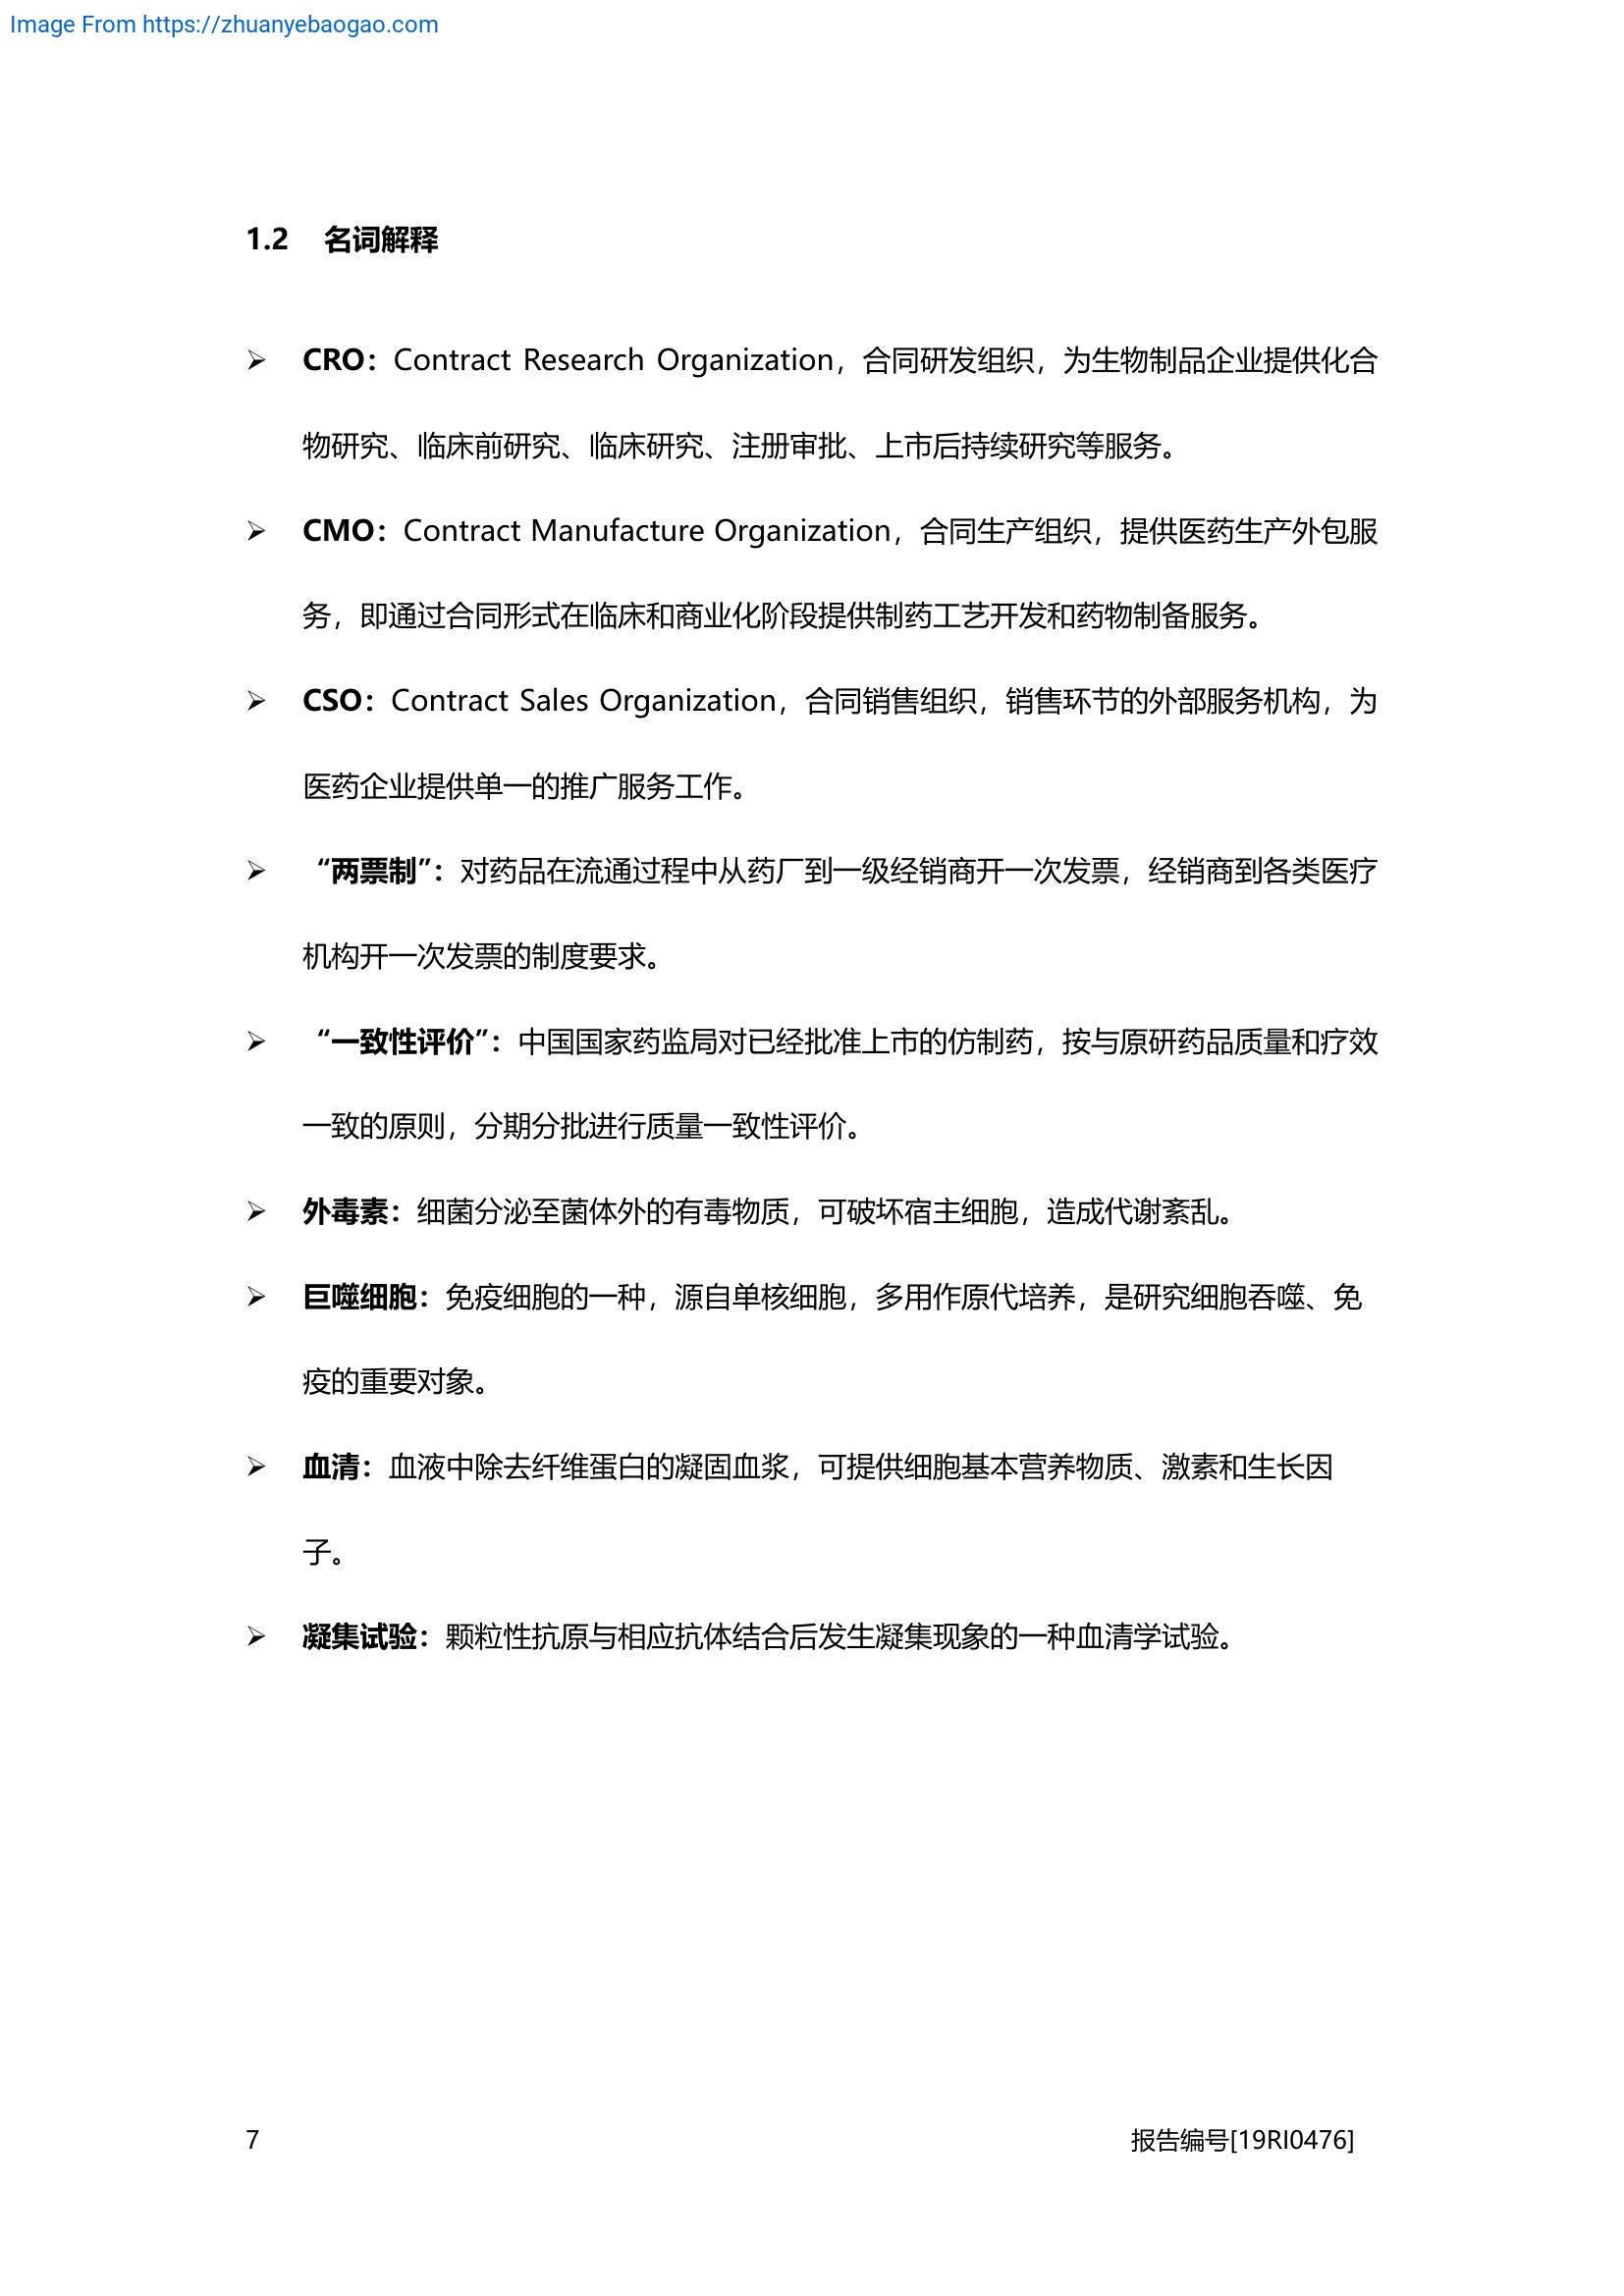 Image From https://zhuanyebaogao.com
1.2 名词解释
➢ CRO：Contract Research Organization，合同研发组织，为生物制品企业提供化合
物研究、临床前研究、临床研究、注册审批、上市后持续研究等服务。
➢ CMO：Contract Manufacture Organization，合同生产组织，提供医药生产外包服
务，即通过合同形式在临床和商业化阶段提供制药工艺开发和药物制备服务。
➢ CSO：Contract Sales Organization，合同销售组织，销售环节的外部服务机构，为
医药企业提供单一的推广服务工作。
➢ “两票制”：对药品在流通过程中从药厂到一级经销商开一次发票，经销商到各类医疗
机构开一次发票的制度要求。
➢ “一致性评价”：中国国家药监局对已经批准上市的仿制药，按与原研药品质量和疗效
一致的原则，分期分批进行质量一致性评价。
➢ 外毒素：细菌分泌至菌体外的有毒物质，可破坏宿主细胞，造成代谢紊乱。
➢ 巨噬细胞：免疫细胞的一种，源自单核细胞，多用作原代培养，是研究细胞吞噬、免
疫的重要对象。
➢ 血清：血液中除去纤维蛋白的凝固血浆，可提供细胞基本营养物质、激素和生长因
子。
➢ 凝集试验：颗粒性抗原与相应抗体结合后发生凝集现象的一种血清学试验。
7 报告编号[19RI0476]